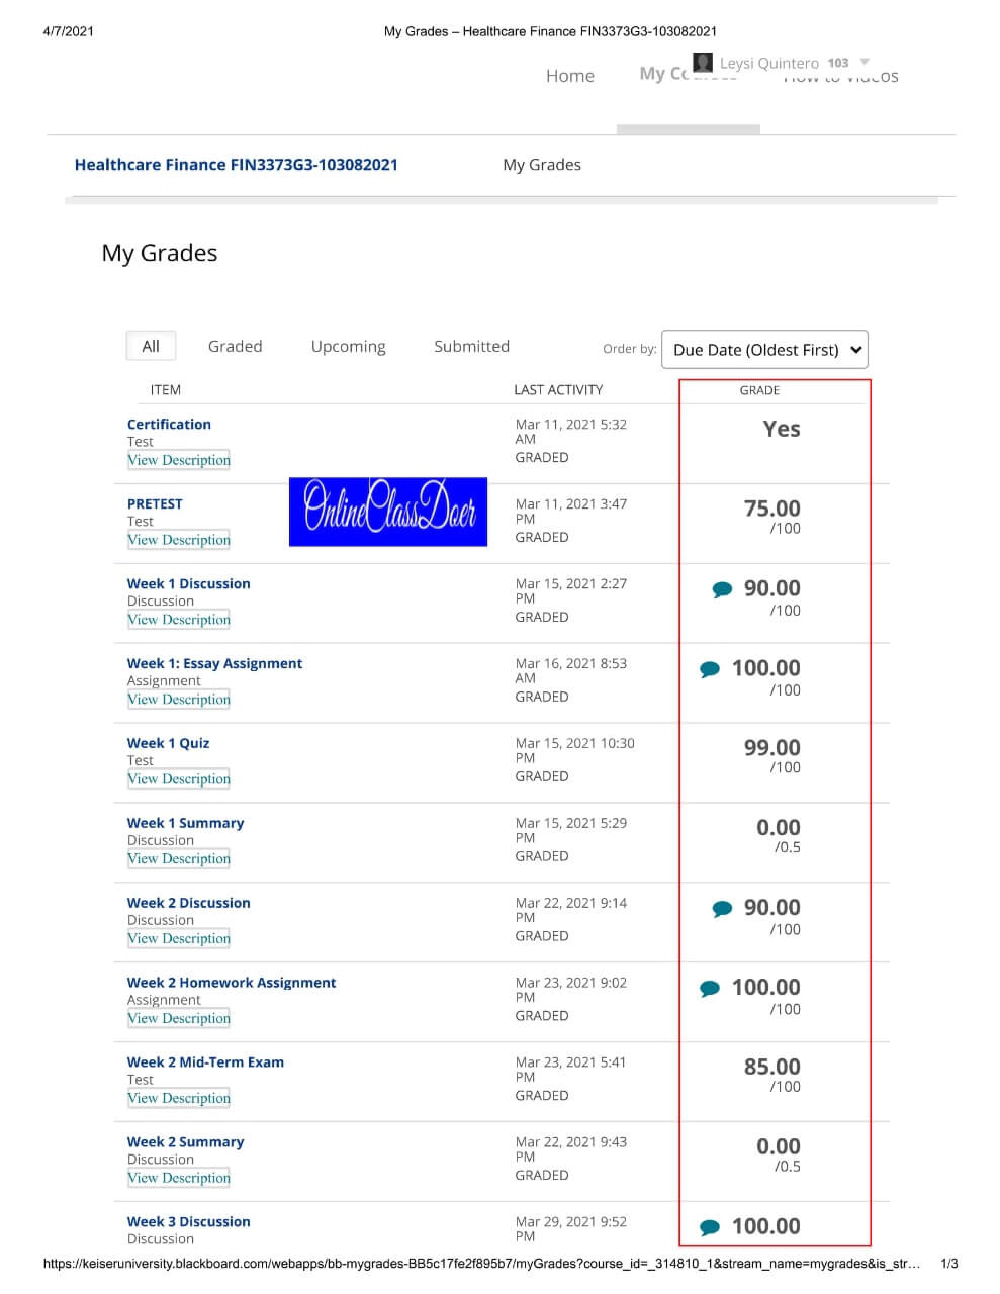 4/7/2021
My Grades – Healthcare Finance FIN3373G3-103082021
Leysi Quintero 103
Home
My Courses
How to Videos
Healthcare Finance FIN3373G3-103082021
My Grades
My Grades
All Graded Upcoming Submitted Order by: Due Date (Oldest First)
ITEM LAST ACTIVITY GRADE
Certification Mar 11, 2021 5:32 Yes
Test AM
View Description GRADED
OnlineClassDoer
PRETEST Mar 11, 2021 3:47 75.00
Test PM /100
View Description GRADED
Week 1 Discussion Mar 15, 2021 2:27 90.00
Discussion PM /100
View Description GRADED
Week 1: Essay Assignment Mar 16, 2021 8:53 100.00
Assignment AM /100
View Description GRADED
Week 1 Quiz Mar 15, 2021 10:30 99.00
Test PM /100
View Description GRADED
Week 1 Summary Mar 15, 2021 5:29 0.00
Discussion PM /0.5
View Description GRADED
Week 2 Discussion Mar 22, 2021 9:14 90.00
Discussion PM /100
View Description GRADED
Week 2 Homework Assignment Mar 23, 2021 9:02 100.00
Assignment PM /100
View Description GRADED
Week 2 Mid-Term Exam Mar 23, 2021 5:41 85.00
Test PM /100
View Description GRADED
Week 2 Summary Mar 22, 2021 9:43 0.00
Discussion PM /0.5
View Description GRADED
Week 3 Discussion Mar 29, 2021 9:52 100.00
Discussion PM
https://keiseruniversity.blackboard.com/webapps/bb-mygrades-BB5c17fe2f895b7/myGrades?course_id=_314810_1&stream_name=mygrades&is_str… 1/3